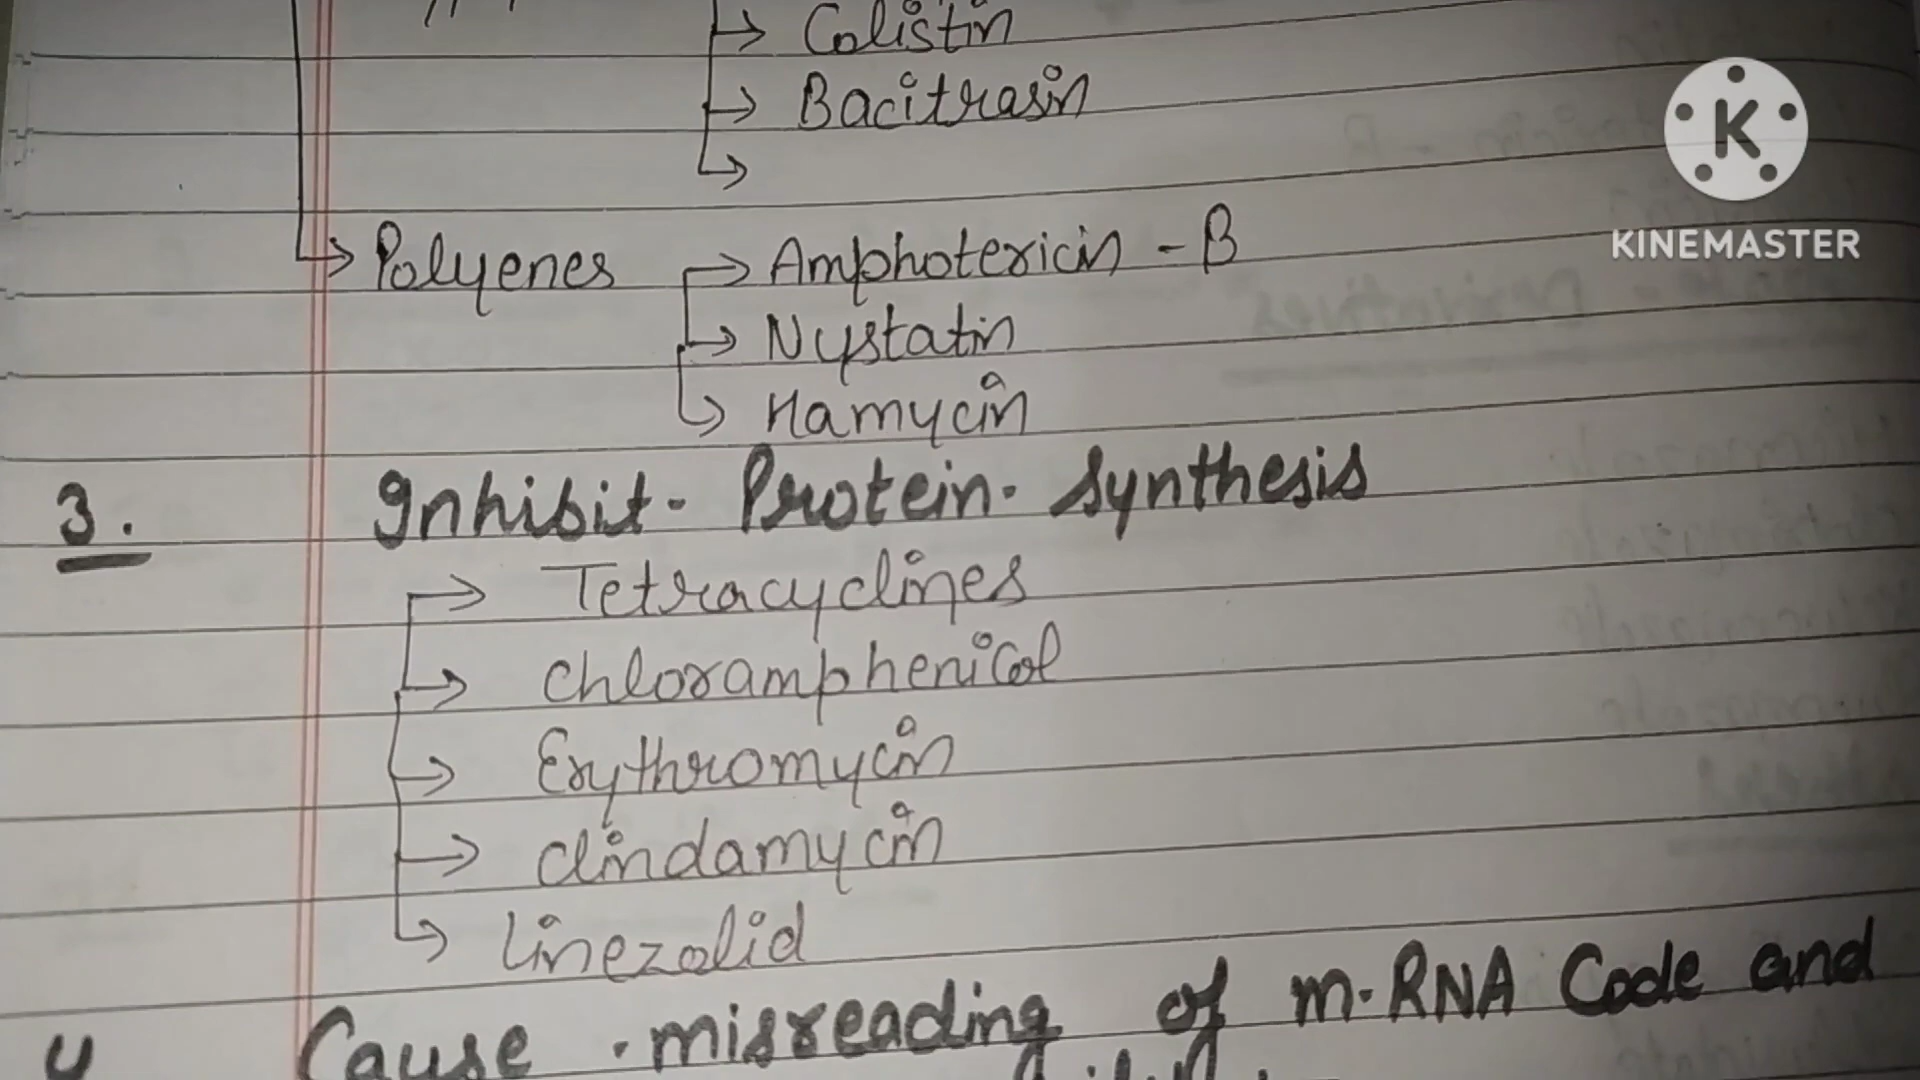 → Colistin
→ Bacitrasin
→
→ Polyenes → Amphotericin - B
→ Nystatin
→ Hamycin
3. Inhibit - Protein. synthesis
→ Tetracyclines
→ chloramphenicol
→ Erythromycin
→ clindamycin
→ linezolid
4 Cause . misreading of m.RNA Code and
K
KINEMASTER